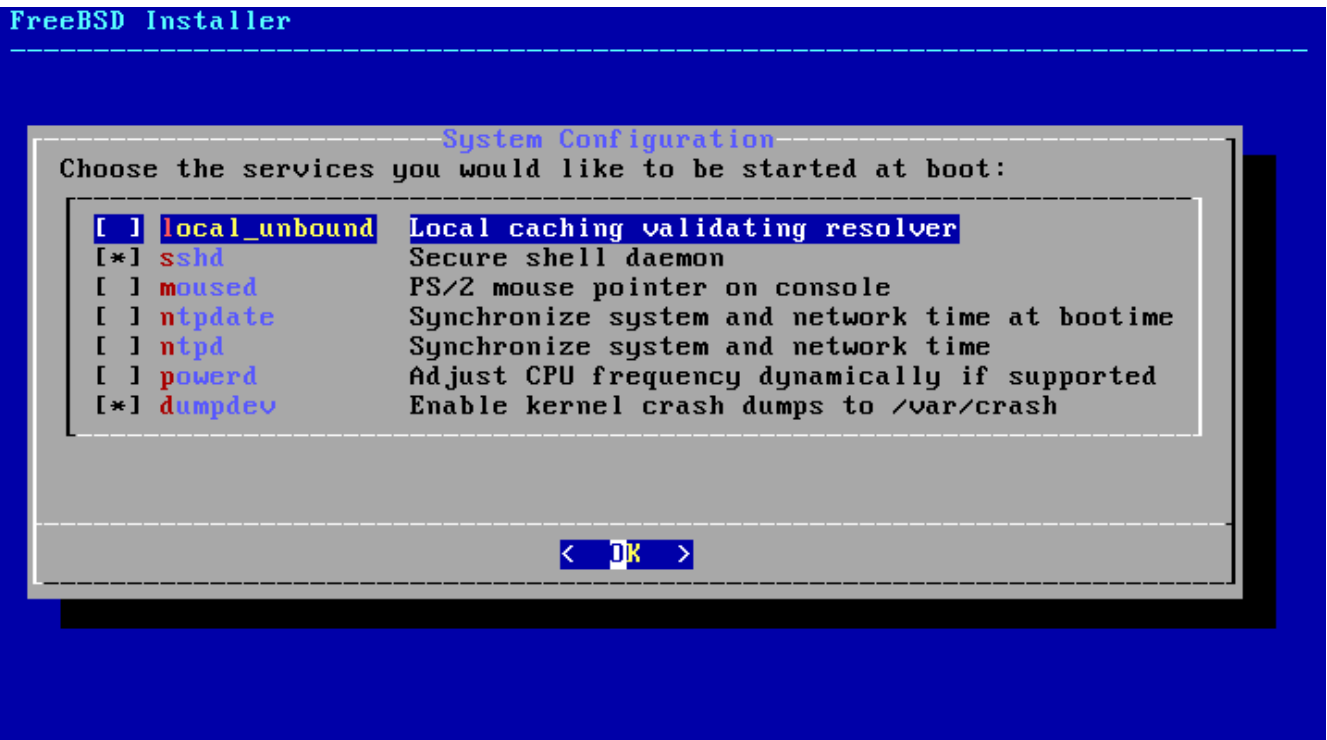 FreeBSD Installer
System Configuration
Choose the services you would like to be started at boot:
[ ] local_unbound Local caching validating resolver
[*] sshd Secure shell daemon
[ ] moused PS/2 mouse pointer on console
[ ] ntpdate Synchronize system and network time at bootime
[ ] ntpd Synchronize system and network time
[ ] powerd Adjust CPU frequency dynamically if supported
[*] dumpdev Enable kernel crash dumps to /var/crash
< OK >